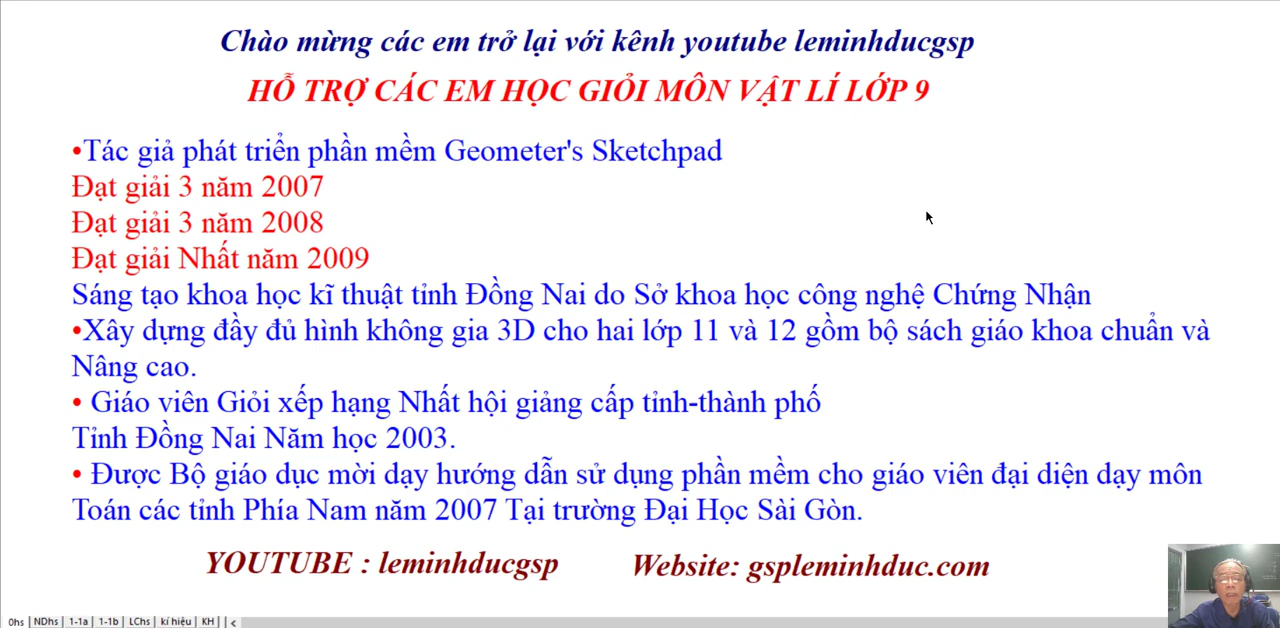 Chào mừng các em trở lại với kênh youtube leminhducgsp
HỖ TRỢ CÁC EM HỌC GIỎI MÔN VẬT LÍ LỚP 9
•Tác giả phát triển phần mềm Geometer's Sketchpad
Đạt giải 3 năm 2007
Đạt giải 3 năm 2008
Đạt giải Nhất năm 2009
Sáng tạo khoa học kĩ thuật tỉnh Đồng Nai do Sở khoa học công nghệ Chứng Nhận
•Xây dựng đầy đủ hình không gia 3D cho hai lớp 11 và 12 gồm bộ sách giáo khoa chuẩn và
Nâng cao.
• Giáo viên Giỏi xếp hạng Nhất hội giảng cấp tỉnh-thành phố
Tỉnh Đồng Nai Năm học 2003.
• Được Bộ giáo dục mời dạy hướng dẫn sử dụng phần mềm cho giáo viên đại diện dạy môn
Toán các tỉnh Phía Nam năm 2007 Tại trường Đại Học Sài Gòn.
YOUTUBE : leminhducgsp Website: gspleminhduc.com
0hs | NDhs | 1-1a | 1-1b | LChs | kí hiệu | KH | | <